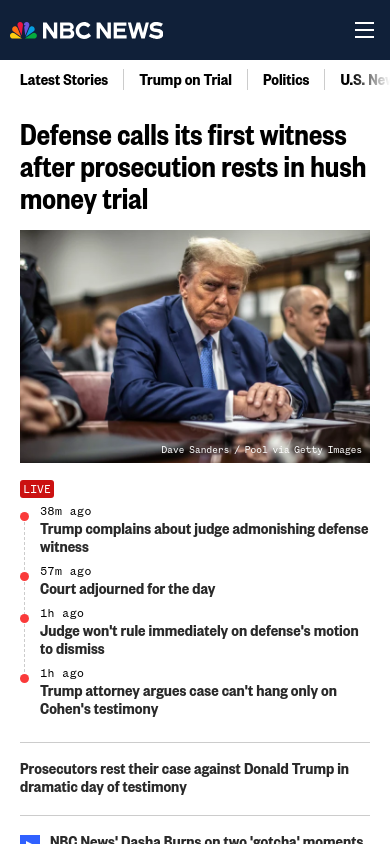 NBC NEWS
Latest Stories
Trump on Trial
Politics
U.S. Ne
Defense calls its first witness
after prosecution rests in hush
money trial
Dave Sanders / Pool via Getty Images
LIVE
38m ago
Trump complains about judge admonishing defense
witness
57m ago
Court adjourned for the day
1h ago
Judge won't rule immediately on defense's motion
to dismiss
1h ago
Trump attorney argues case can't hang only on
Cohen's testimony
Prosecutors rest their case against Donald Trump in
dramatic day of testimony
NBC News' Dasha Burns on two 'gotcha' moments